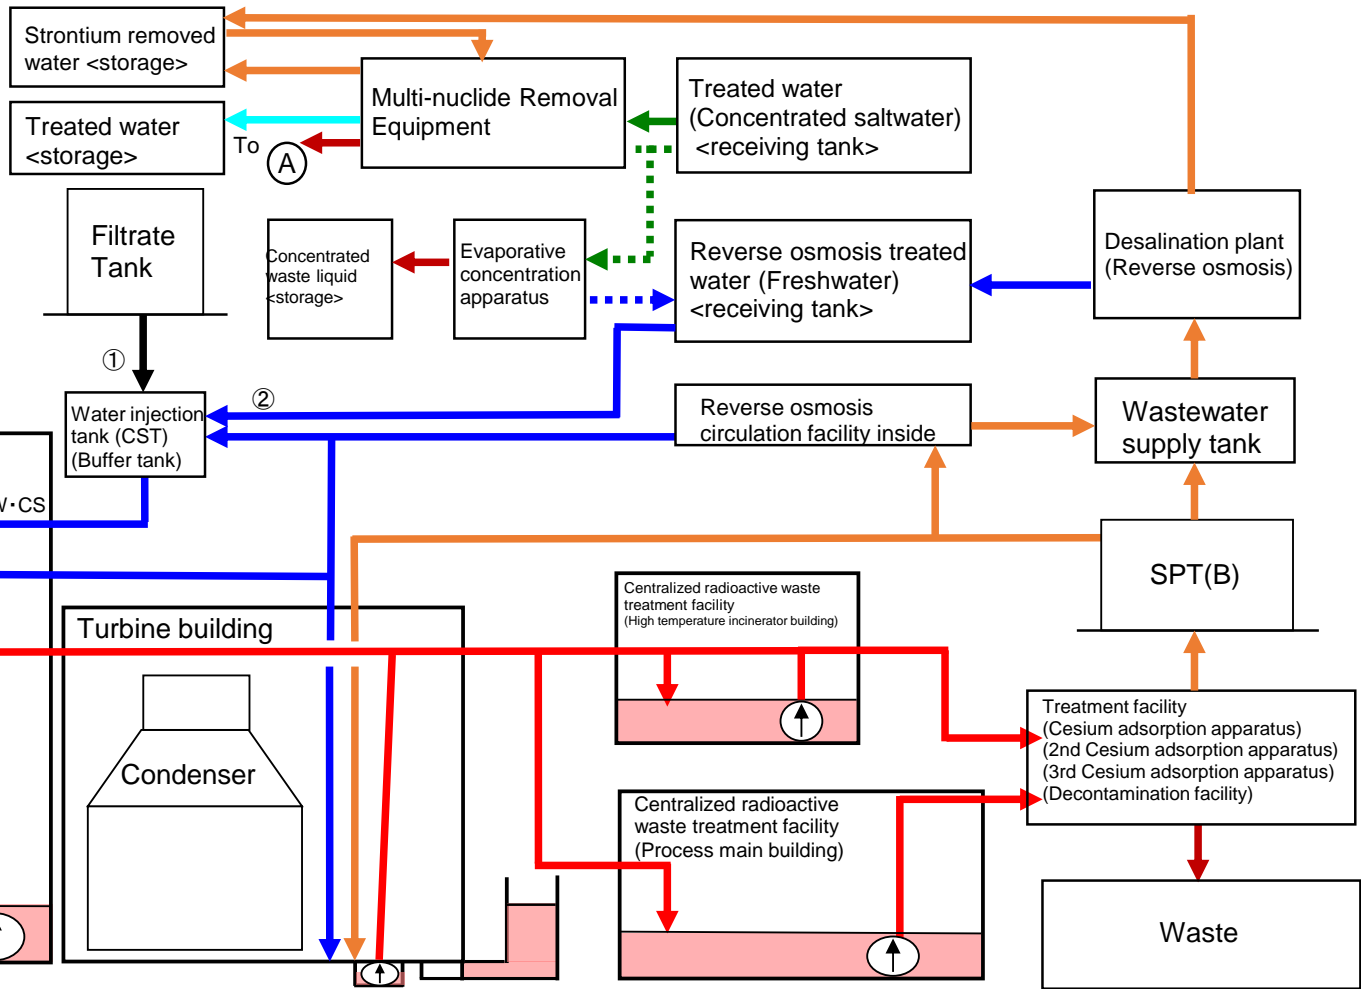 Strontium removed
water <storage>
Multi-nuclide Removal
Equipment
Treated water
(Concentrated saltwater)
<receiving tank>
Treated water
<storage>
To
A
Filtrate
Tank
Concentrated
waste liquid
<storage>
Evaporative
concentration
apparatus
Reverse osmosis treated
water (Freshwater)
<receiving tank>
Desalination plant
(Reverse osmosis)
①
②
Water injection
tank (CST)
(Buffer tank)
Reverse osmosis
circulation facility inside
Wastewater
supply tank
・CS
SPT(B)
Centralized radioactive waste
treatment facility
(High temperature incinerator building)
Turbine building
Condenser
Treatment facility
(Cesium adsorption apparatus)
(2nd Cesium adsorption apparatus)
(3rd Cesium adsorption apparatus)
(Decontamination facility)
Centralized radioactive
waste treatment facility
(Process main building)
Waste